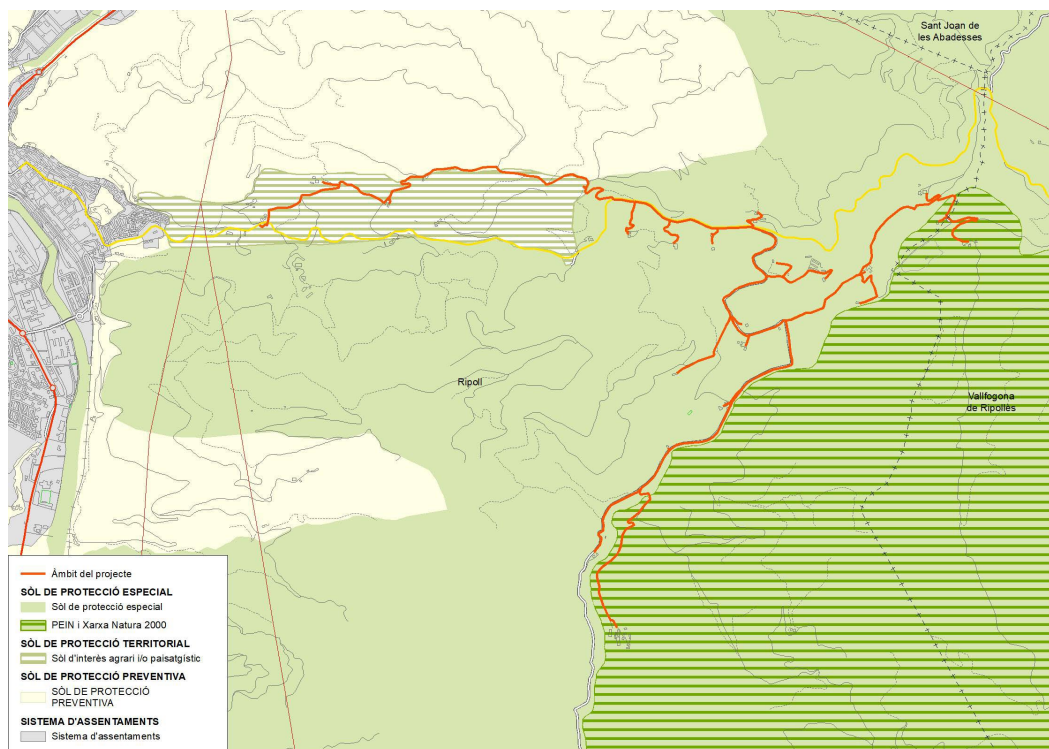 Sant Joan de
les Abadesses
Ripoll
Vallfogona
de Ripollès
Àmbit del projecte
SÒL DE PROTECCIÓ ESPECIAL
Sòl de protecció especial
PEIN i Xarxa Natura 2000
SÒL DE PROTECCIÓ TERRITORIAL
Sòl d'interès agrari i/o paisatgístic
SÒL DE PROTECCIÓ PREVENTIVA
SÒL DE PROTECCIÓ
PREVENTIVA
SISTEMA D'ASSENTAMENTS
Sistema d'assentaments